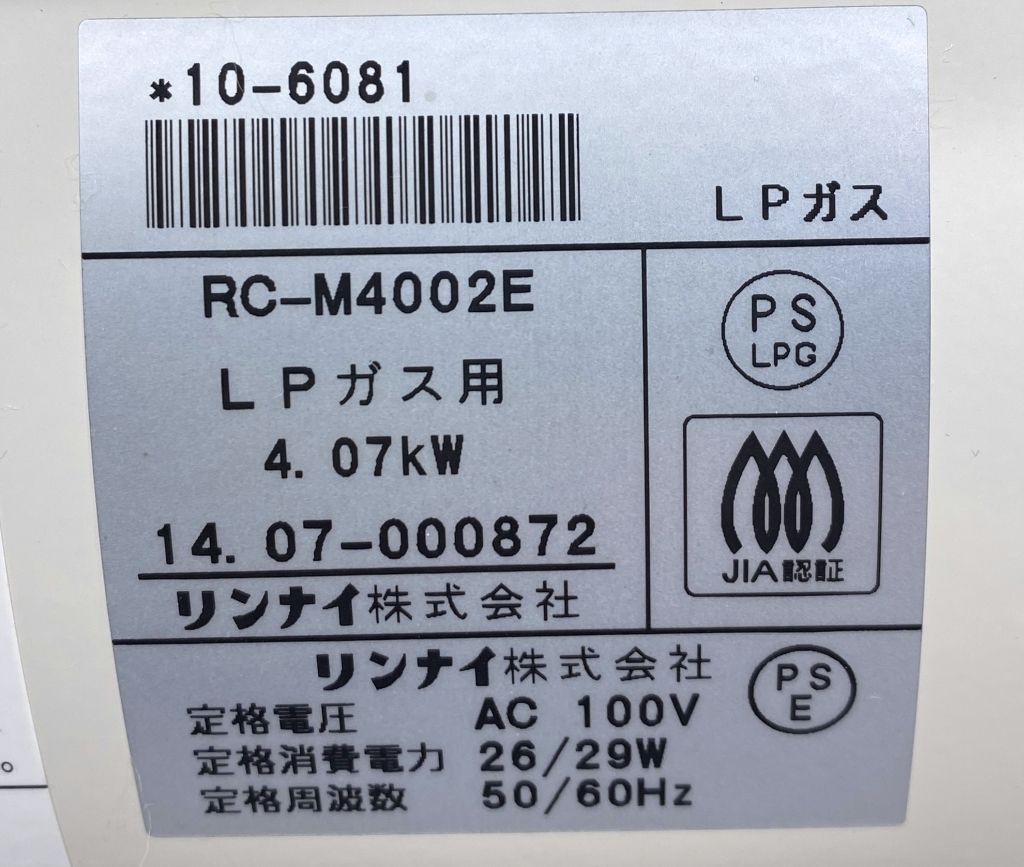 *10-6081
LPガス
RC-M4002E
LPガス用
4.07kW
14.07-000872
リンナイ株式会社
PS
LPG
JIA認証
リンナイ株式会社
定格電圧 AC 100V
定格消費電力 26/29W
定格周波数 50/60Hz
PS
E
。